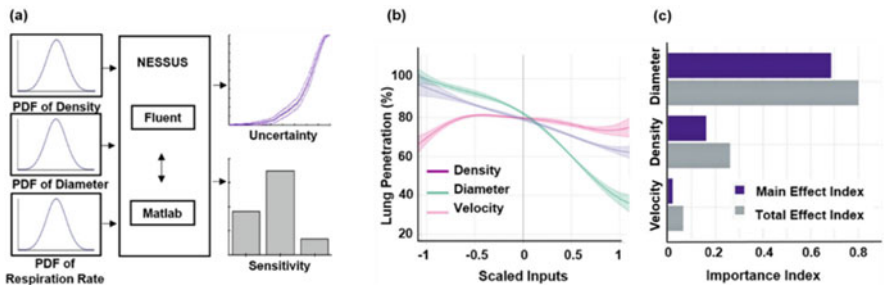 (a)
PDF of Density
PDF of Diameter
PDF of
Respiration Rate
NESSUS
Fluent
Matlab
Uncertainty
Sensitivity
(b)
Lung Penetration (%)
100
80
60
40
20
Density
Diameter
Velocity
-1
-0.5
0
0.5
1
Scaled Inputs
(c)
Diameter
Density
Velocity
Main Effect Index
Total Effect Index
0
0.2
0.4
0.6
0.8
Importance Index